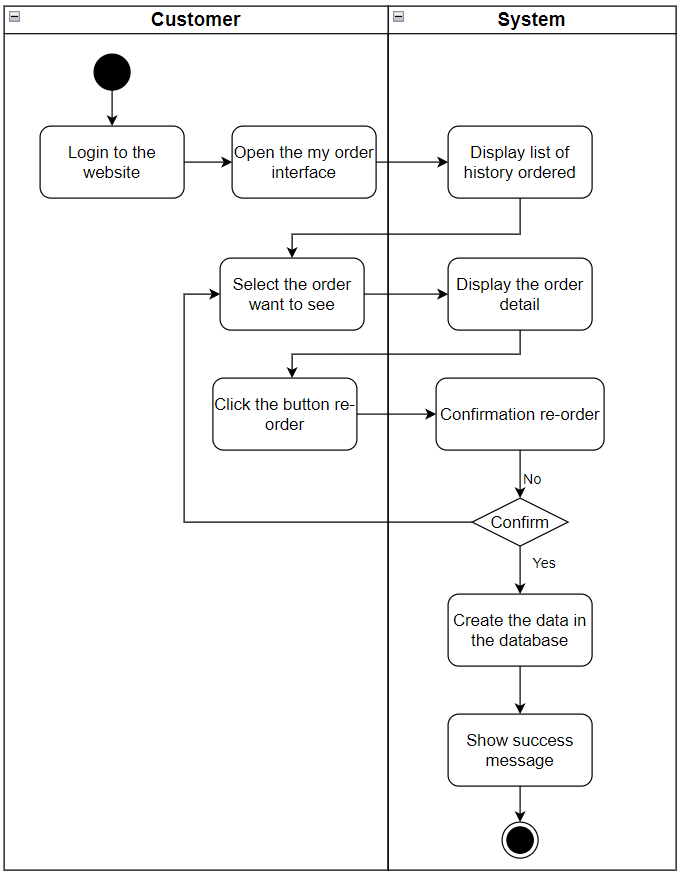 Customer
System
Login to the
website
Open the my order
interface
Display list of
history ordered
Select the order
want to see
Display the order
detail
Click the button re-
order
Confirmation re-order
No
Confirm
Yes
Create the data in
the database
Show success
message